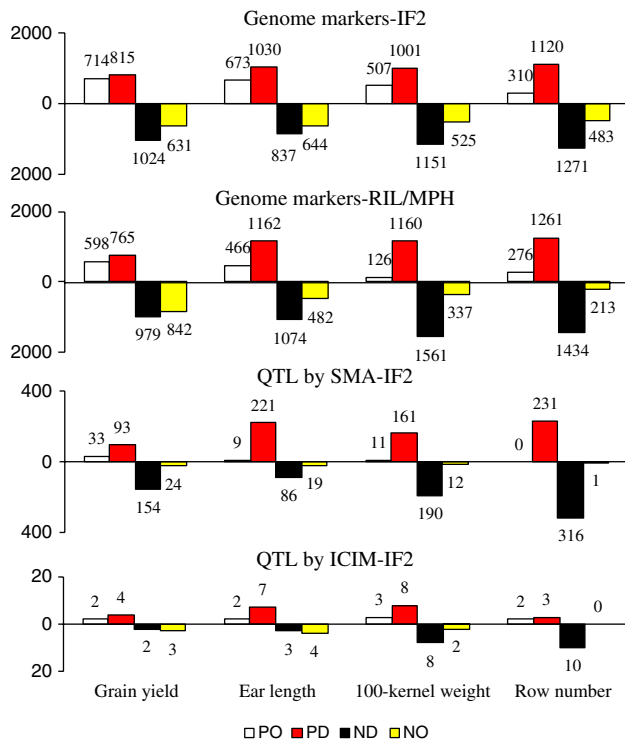 Genome markers-IF2
2000
0
2000
714 815 1024 631
673 1030 837 644
507 1001 1151 525
310 1120 1271 483
Genome markers-RIL/MPH
2000
0
2000
598 765 979 842
466 1162 1074 482
126 1160 1561 337
276 1261 1434 213
QTL by SMA-IF2
400
0
400
33 93 154 24
9 221 86 19
11 161 190 12
0 231 316 1
QTL by ICIM-IF2
20
0
20
2 4 2 3
2 7 3 4
3 8 8 2
2 3 10 0
Grain yield Ear length 100-kernel weight Row number
PO PD ND NO